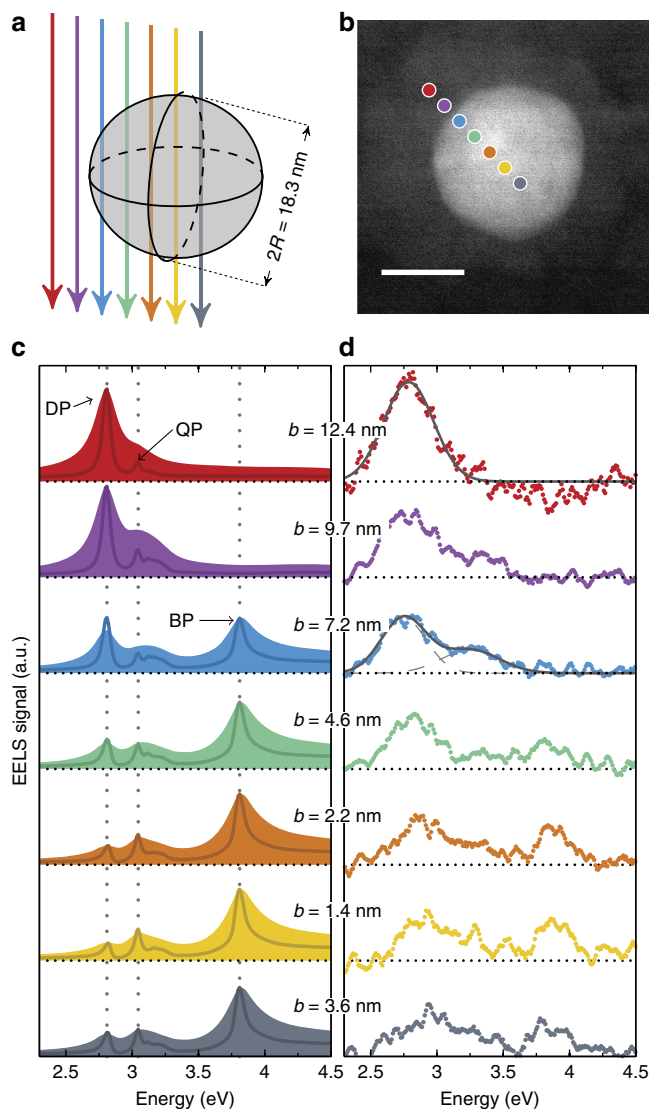 a
2R = 18.3 nm
b
c
DP
QP
BP
EELS signal (a.u.)
2.5 3 3.5 4 4.5
Energy (eV)
d
b = 12.4 nm
b = 9.7 nm
b = 7.2 nm
b = 4.6 nm
b = 2.2 nm
b = 1.4 nm
b = 3.6 nm
2.5 3 3.5 4 4.5
Energy (eV)